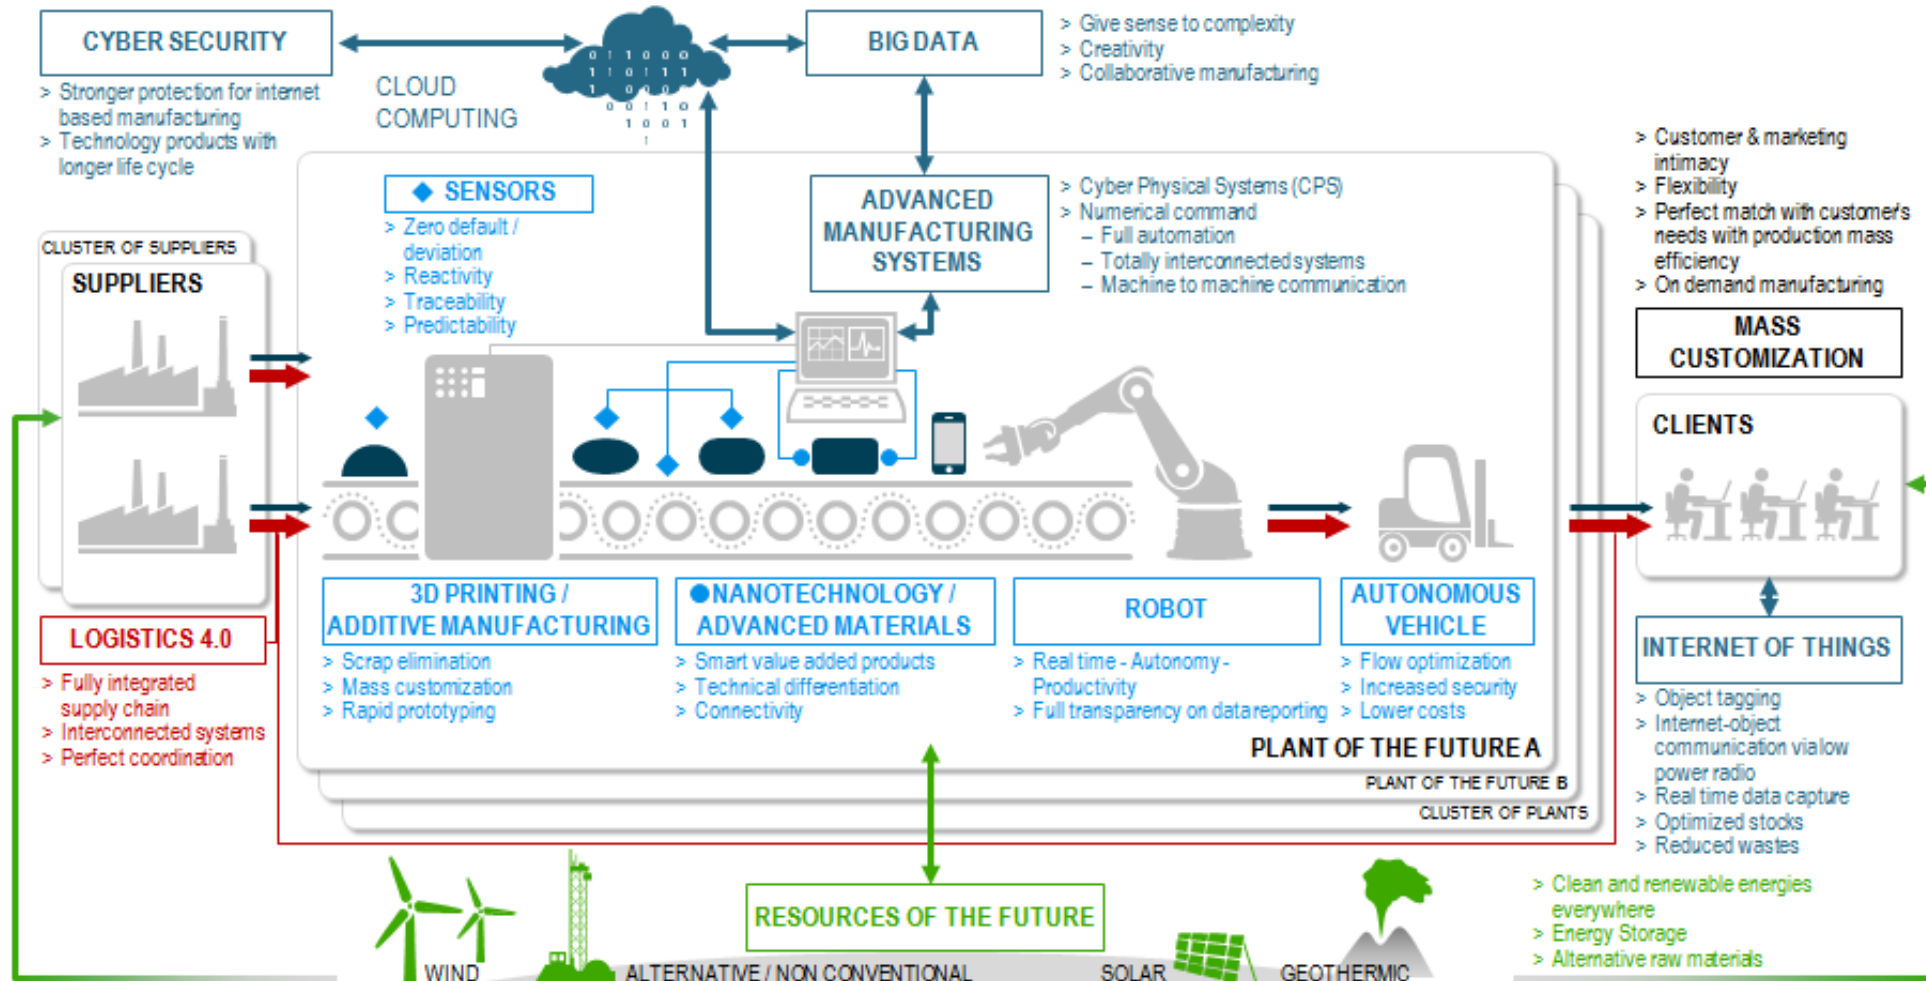 CYBER SECURITY
> Stronger protection for internet
based manufacturing
> Technology products with
longer life cycle
CLOUD
COMPUTING
0 1 1 0 0 0
BIG DATA
> Give sense to complexity
> Creativity
> Collaborative manufacturing
◆ SENSORS
> Zero default /
deviation
> Reactivity
> Traceability
> Predictability
ADVANCED
MANUFACTURING
SYSTEMS
> Cyber Physical Systems (CPS)
> Numerical command
– Full automation
– Totally interconnected systems
– Machine to machine communication
> Customer & marketing
intimacy
> Flexibility
> Perfect match with customer's
needs with production mass
efficiency
> On demand manufacturing
MASS
CUSTOMIZATION
CLUSTER OF SUPPLIERS
SUPPLIERS
CLIENTS
LOGISTICS 4.0
> Fully integrated
supply chain
> Interconnected systems
> Perfect coordination
3D PRINTING /
ADDITIVE MANUFACTURING
> Scrap elimination
> Mass customization
> Rapid prototyping
●NANOTECHNOLOGY /
ADVANCED MATERIALS
> Smart value added products
> Technical differentiation
> Connectivity
ROBOT
> Real time - Autonomy -
Productivity
> Full transparency on data reporting
AUTONOMOUS
VEHICLE
> Flow optimization
> Increased security
> Lower costs
PLANT OF THE FUTURE A
PLANT OF THE FUTURE B
CLUSTER OF PLANTS
INTERNET OF THINGS
> Object tagging
> Internet-object
communication via low
power radio
> Real time data capture
> Optimized stocks
> Reduced wastes
RESOURCES OF THE FUTURE
> Clean and renewable energies
everywhere
> Energy Storage
> Alternative raw materials
WIND
ALTERNATIVE / NON CONVENTIONAL
SOLAR
GEOTHERMIC